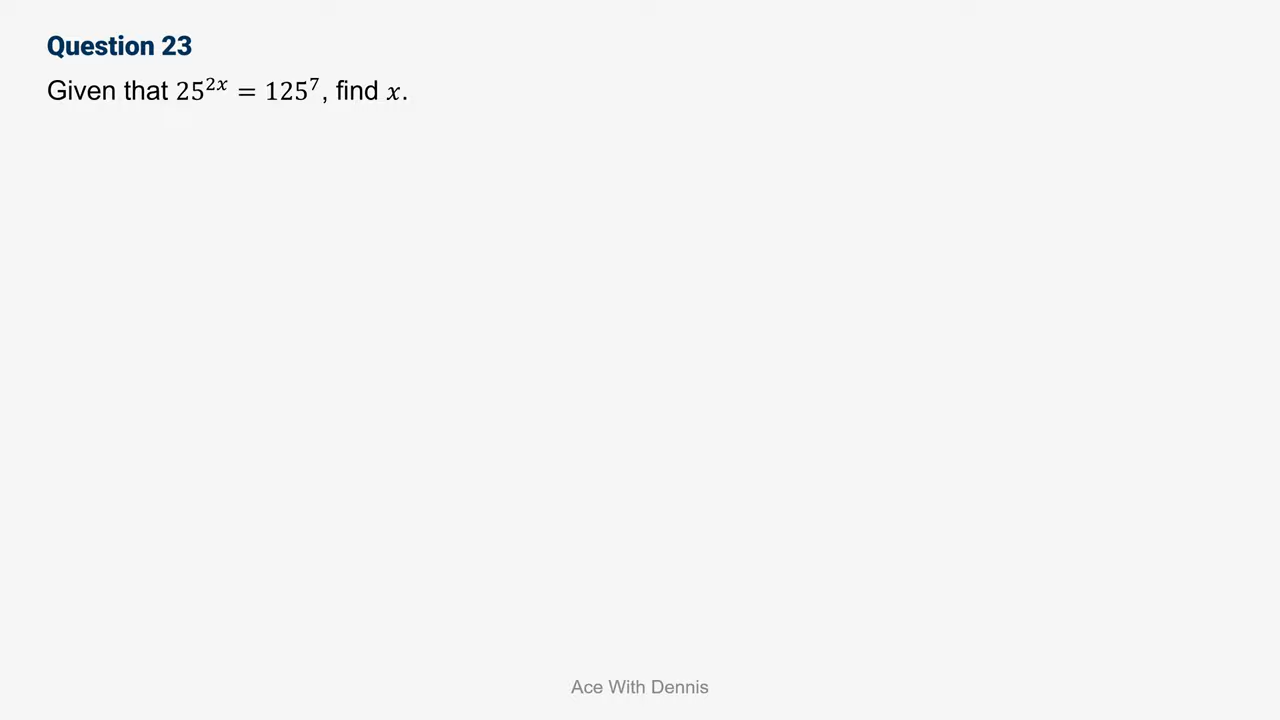 Question 23
Given that 25^{2x} = 125^7, find x.
Ace With Dennis